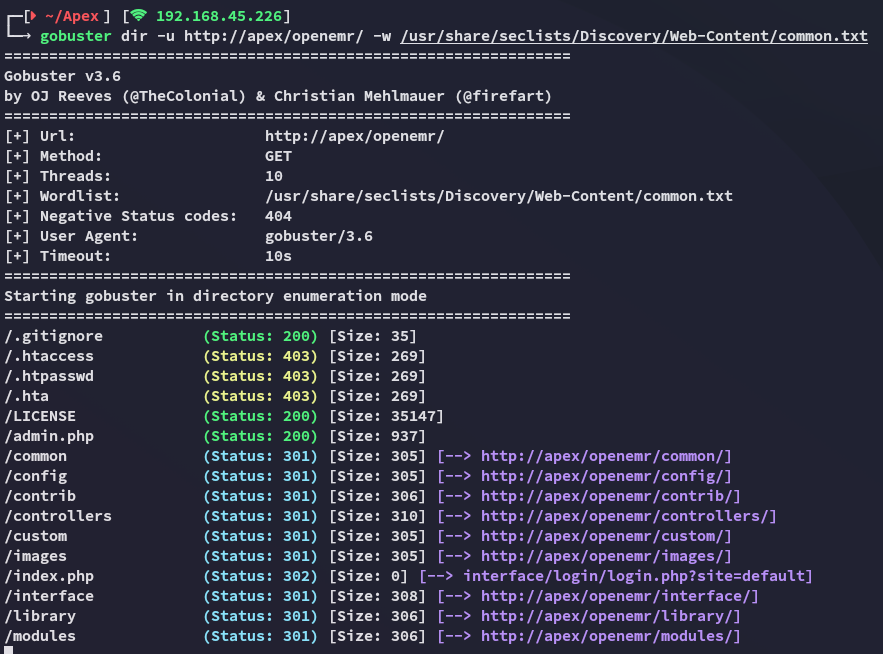 [~/Apex] [192.168.45.226]
gobuster dir -u http://apex/openemr/ -w /usr/share/seclists/Discovery/Web-Content/common.txt
===============================================================
Gobuster v3.6
by OJ Reeves (@TheColonial) & Christian Mehlmauer (@firefart)
===============================================================
[+] Url:                     http://apex/openemr/
[+] Method:                  GET
[+] Threads:                 10
[+] Wordlist:                /usr/share/seclists/Discovery/Web-Content/common.txt
[+] Negative Status codes:   404
[+] User Agent:              gobuster/3.6
[+] Timeout:                 10s
===============================================================
Starting gobuster in directory enumeration mode
===============================================================
/.gitignore           (Status: 200) [Size: 35]
/.htaccess            (Status: 403) [Size: 269]
/.htpasswd            (Status: 403) [Size: 269]
/.hta                 (Status: 403) [Size: 269]
/LICENSE              (Status: 200) [Size: 35147]
/admin.php            (Status: 200) [Size: 937]
/common               (Status: 301) [Size: 305] [--> http://apex/openemr/common/]
/config               (Status: 301) [Size: 305] [--> http://apex/openemr/config/]
/contrib              (Status: 301) [Size: 306] [--> http://apex/openemr/contrib/]
/controllers          (Status: 301) [Size: 310] [--> http://apex/openemr/controllers/]
/custom               (Status: 301) [Size: 305] [--> http://apex/openemr/custom/]
/images               (Status: 301) [Size: 305] [--> http://apex/openemr/images/]
/index.php            (Status: 302) [Size: 0] [--> interface/login/login.php?site=default]
/interface            (Status: 301) [Size: 308] [--> http://apex/openemr/interface/]
/library              (Status: 301) [Size: 306] [--> http://apex/openemr/library/]
/modules              (Status: 301) [Size: 306] [--> http://apex/openemr/modules/]